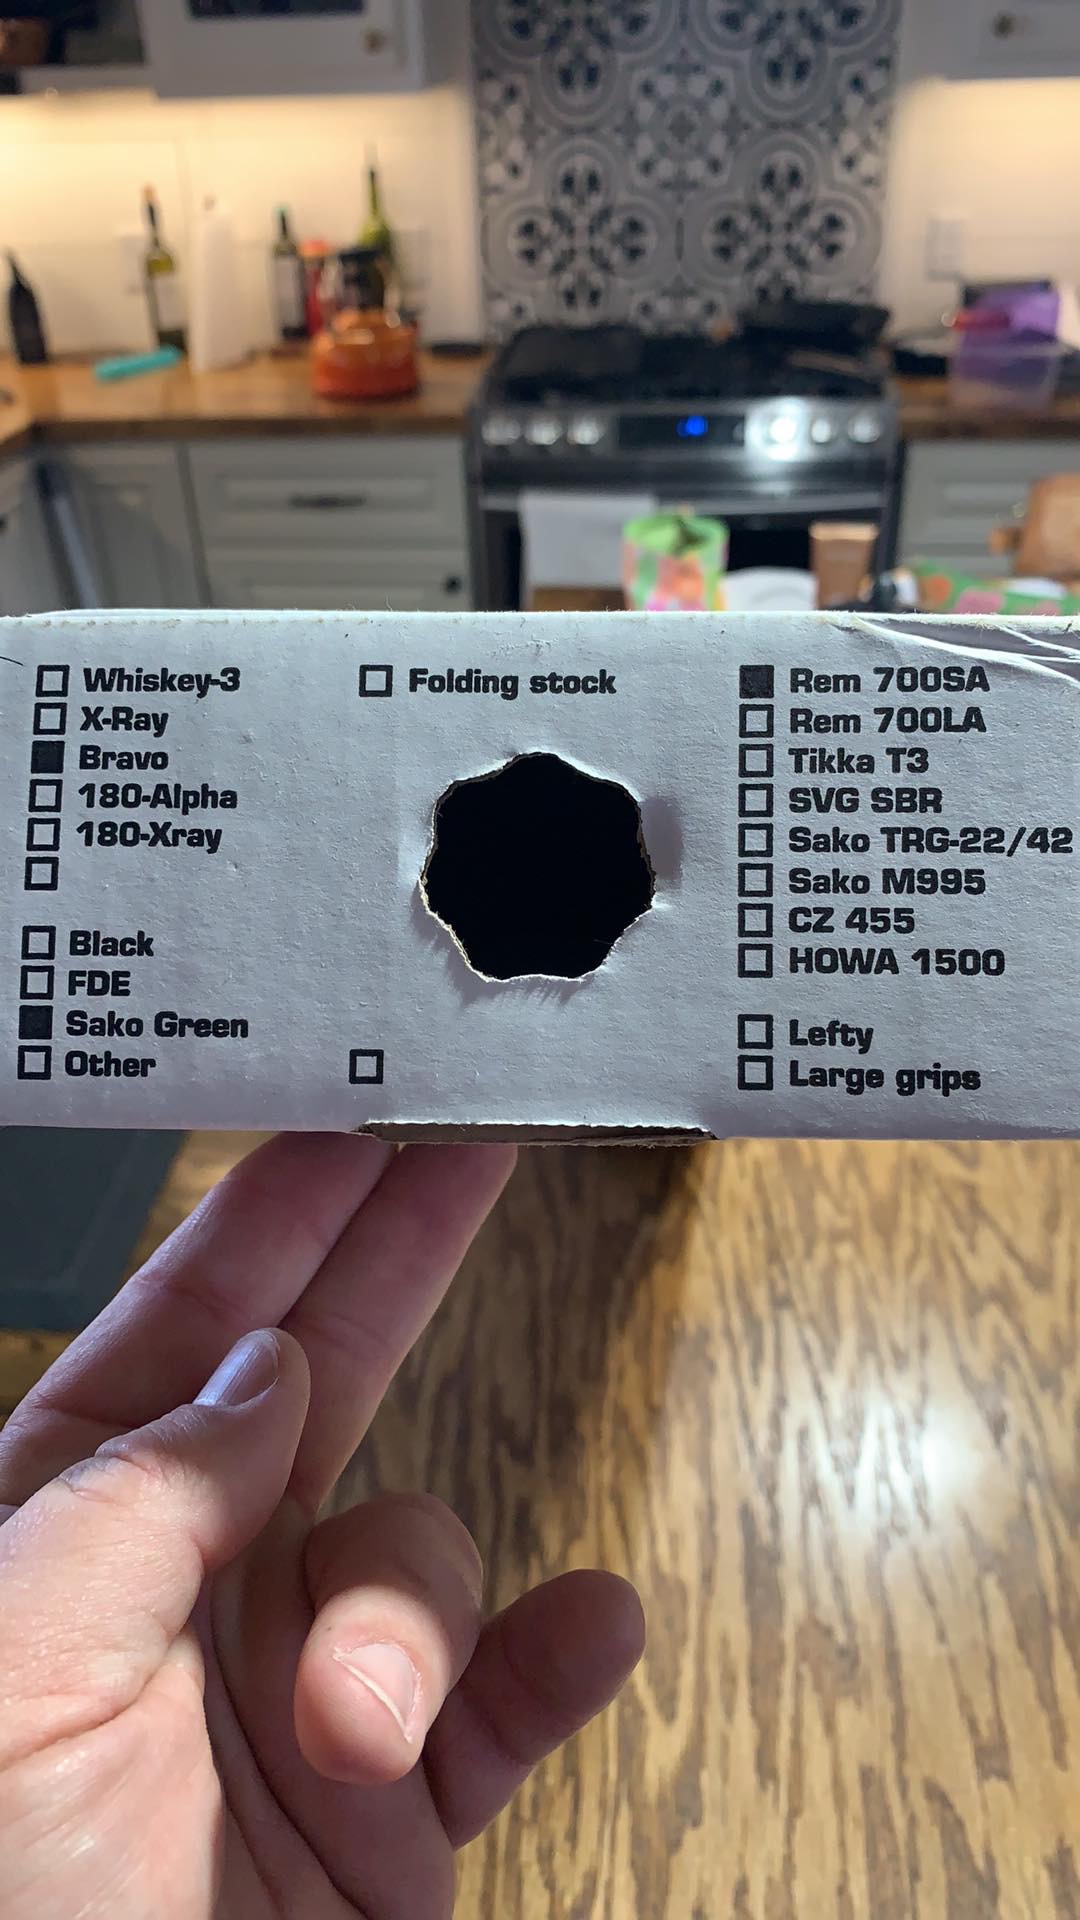 Whiskey-3
X-Ray
Bravo
180-Alpha
180-Xray
Black
FDE
Sako Green
Other
Folding stock
Rem 700SA
Rem 700LA
Tikka T3
SVG SBR
Sako TRG-22/42
Sako M995
CZ 455
HOWA 1500
Lefty
Large grips